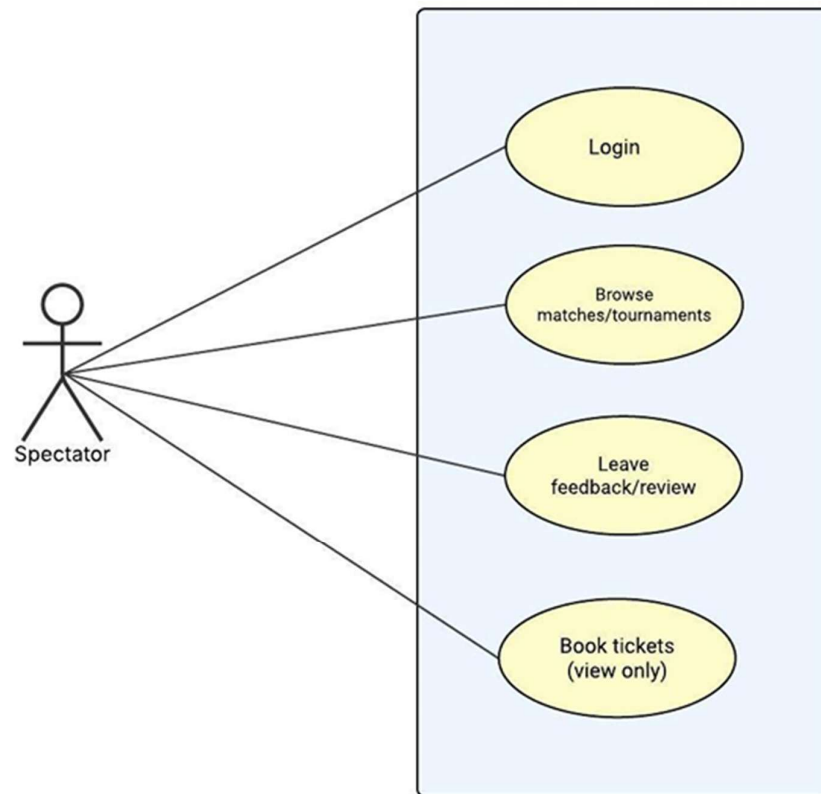 Login
Browse
matches/tournaments
Spectator
Leave
feedback/review
Book tickets
(view only)